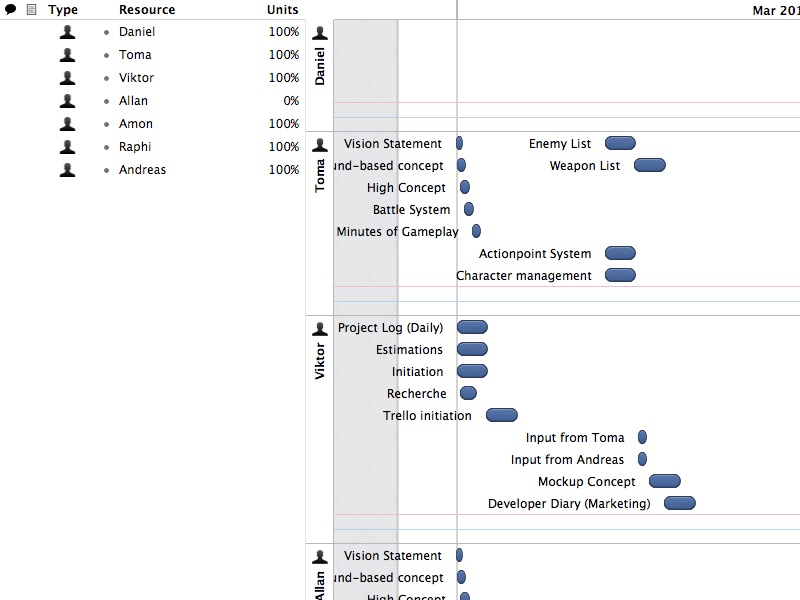 Type Resource Units
Daniel 100%
Toma 100%
Viktor 100%
Allan 0%
Amon 100%
Raphi 100%
Andreas 100%
Mar 201
Daniel
Toma
Vision Statement Enemy List
und-based concept Weapon List
High Concept
Battle System
Minutes of Gameplay
Actionpoint System
Character management
Viktor
Project Log (Daily)
Estimations
Initiation
Recherche
Trello initiation
Input from Toma
Input from Andreas
Mockup Concept
Developer Diary (Marketing)
Allan
Vision Statement
und-based concept
High Concept